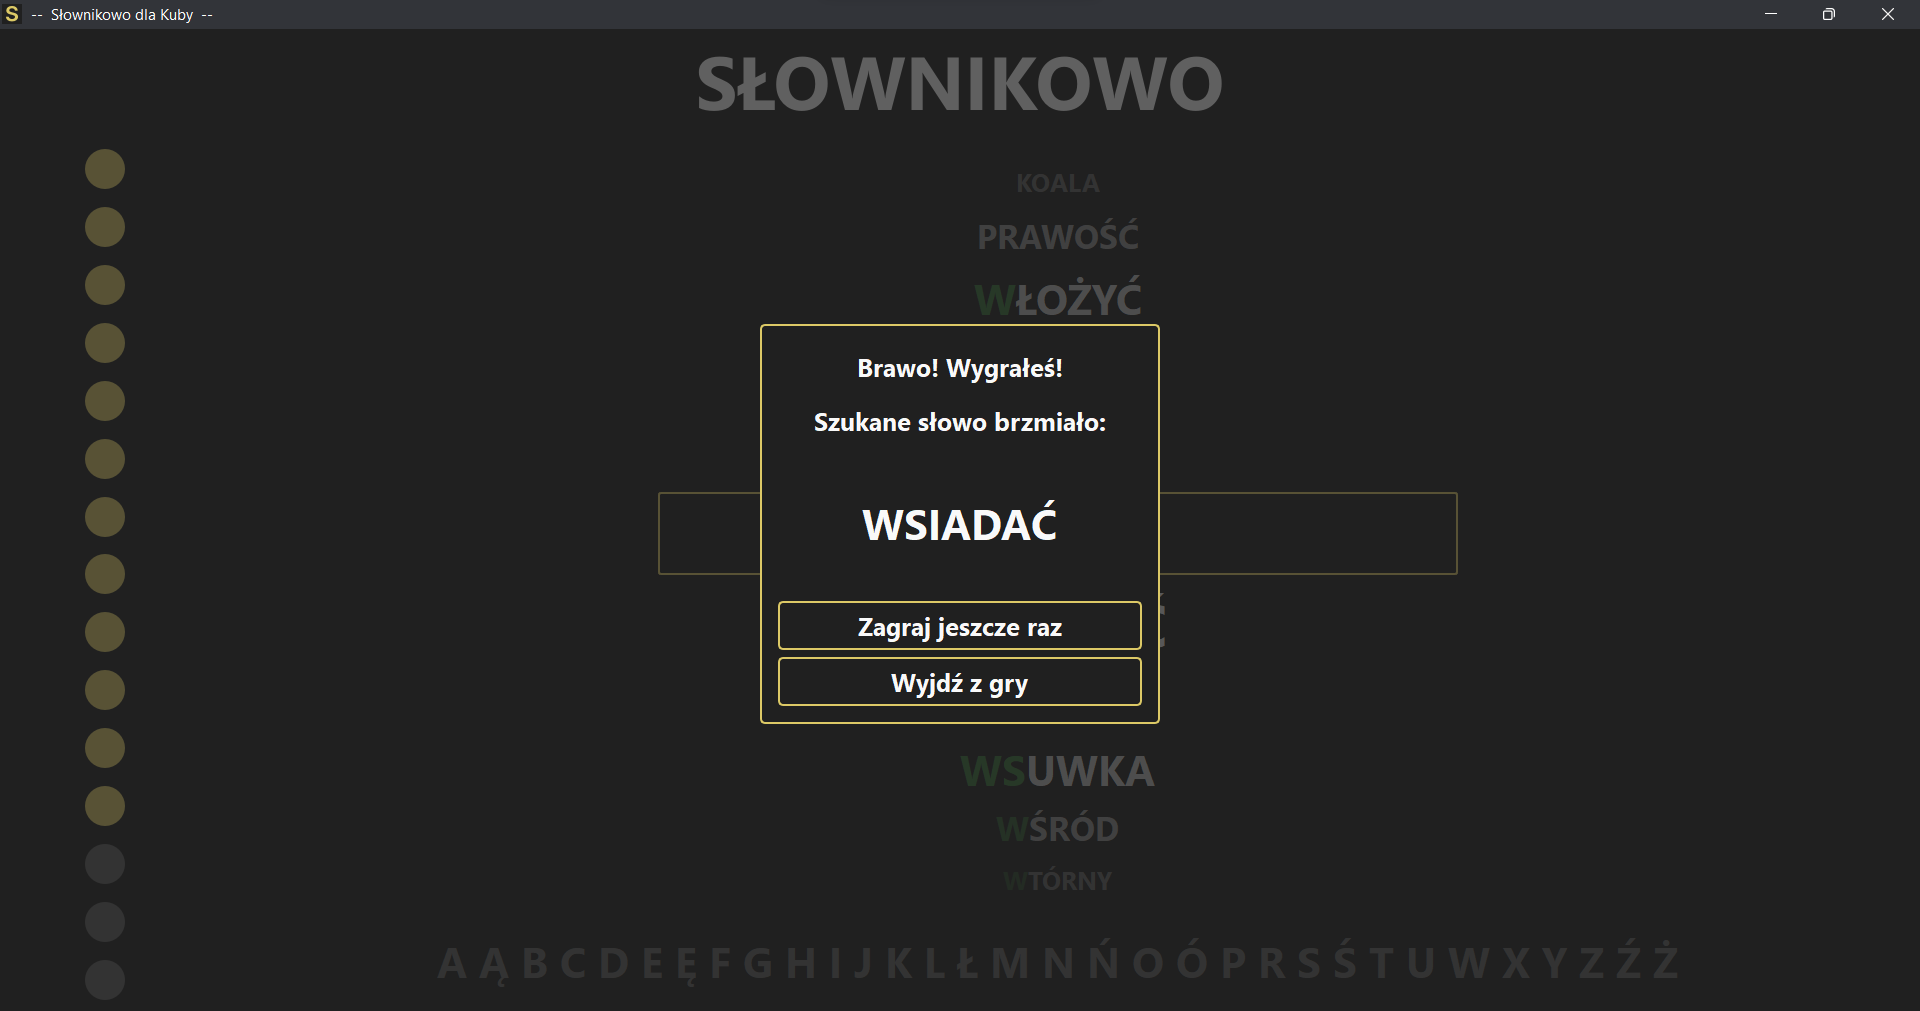 S -- Słownikowo dla Kuby --
SŁOWNIKOWO
KOALA
PRAWOŚĆ
WŁOŻYĆ
Brawo! Wygrałeś!
Szukane słowo brzmiało:
WSIADAĆ
Zagraj jeszcze raz
Wyjdź z gry
WSUWKA
WŚRÓD
WTÓRNY
A Ą B C D E Ę F G H I J K L Ł M N Ń O Ó P R S Ś T U W X Y Z Ź Ż